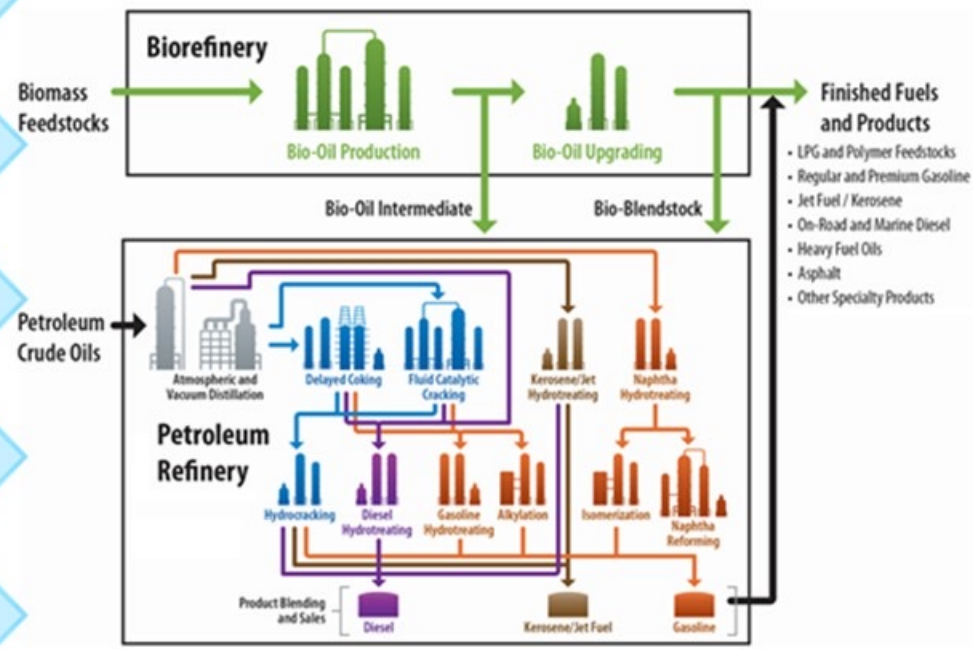 Biorefinery
Biomass
Feedstocks
Bio-Oil Production
Bio-Oil Upgrading
Finished Fuels
and Products
• LPG and Polymer Feedstocks
• Regular and Premium Gasoline
• Jet Fuel / Kerosene
• On-Road and Marine Diesel
• Heavy Fuel Oils
• Asphalt
• Other Specialty Products
Bio-Oil Intermediate
Bio-Blendstock
Petroleum
Crude Oils
Atmospheric and
Vacuum Distillation
Delayed Coking
Fluid Catalytic
Cracking
Kerosene/Jet
Hydrotreating
Naphtha
Hydrotreating
Petroleum
Refinery
Hydrocracking
Diesel
Hydrotreating
Gasoline
Hydrotreating
Alkylation
Isomerization
Naphtha
Reforming
Product Blending
and Sales
Diesel
Kerosene/Jet Fuel
Gasoline